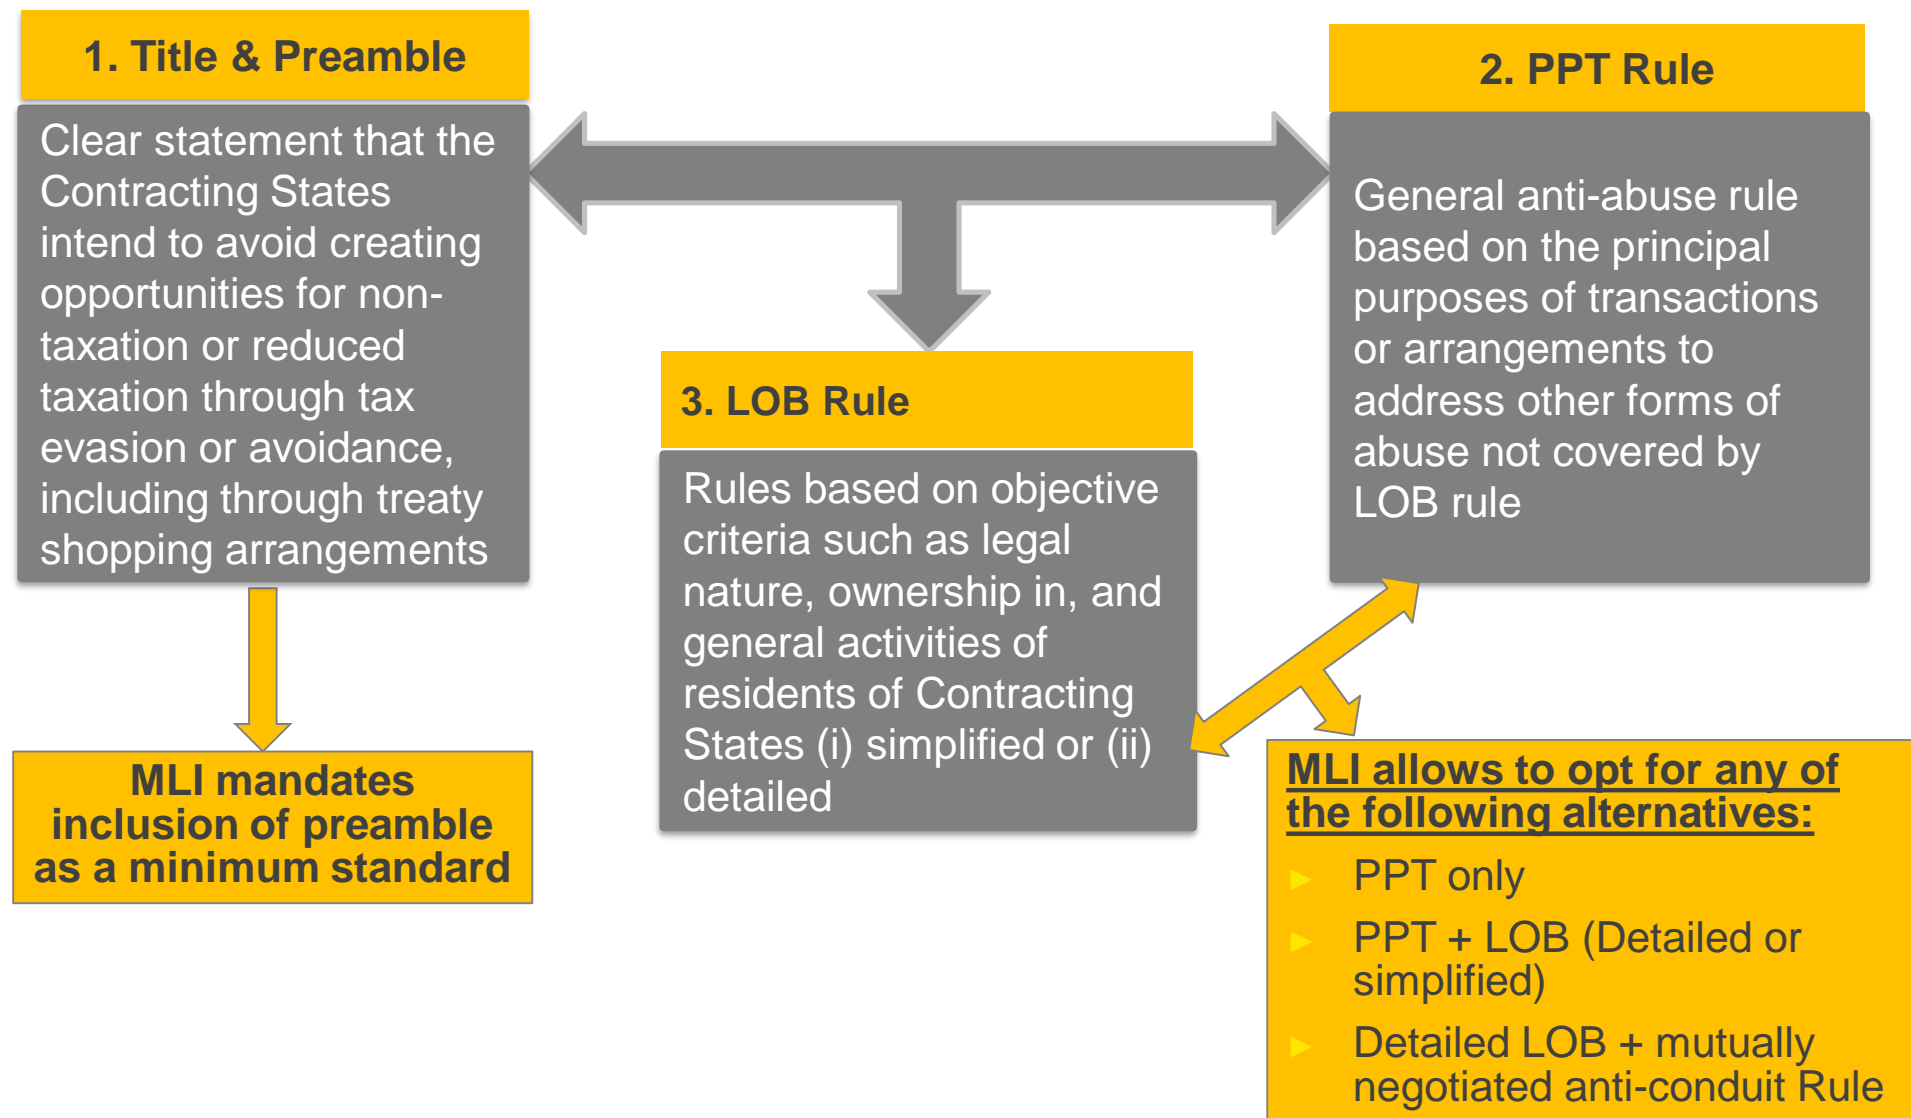 1. Title & Preamble
Clear statement that the
Contracting States
intend to avoid creating
opportunities for non-
taxation or reduced
taxation through tax
evasion or avoidance,
including through treaty
shopping arrangements
MLI mandates
inclusion of preamble
as a minimum standard
2. PPT Rule
General anti-abuse rule
based on the principal
purposes of transactions
or arrangements to
address other forms of
abuse not covered by
LOB rule
3. LOB Rule
Rules based on objective
criteria such as legal
nature, ownership in, and
general activities of
residents of Contracting
States (i) simplified or (ii)
detailed
MLI allows to opt for any of
the following alternatives:
► PPT only
► PPT + LOB (Detailed or
simplified)
► Detailed LOB + mutually
negotiated anti-conduit Rule